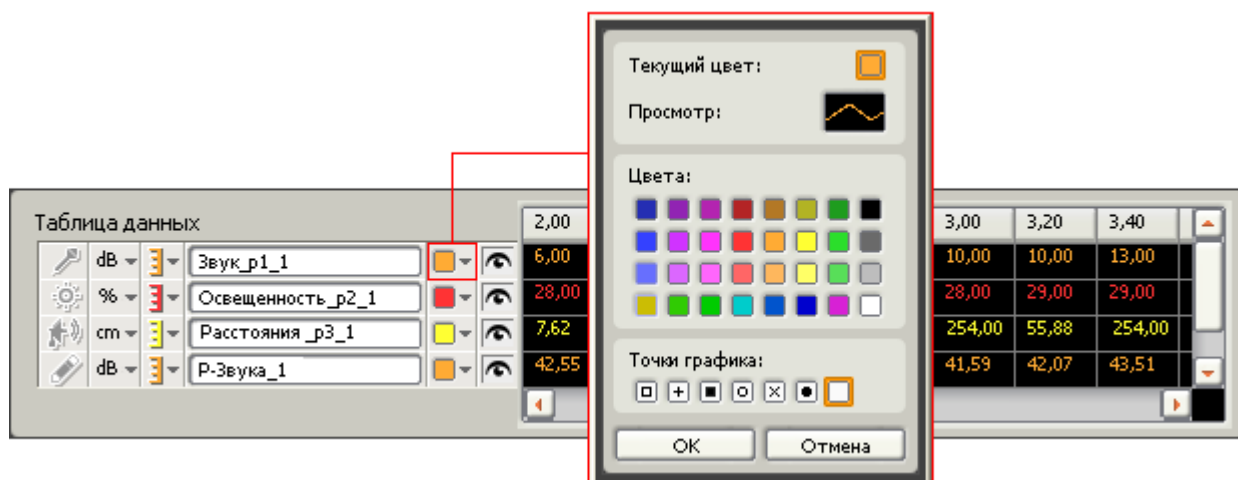 Текущий цвет:
Просмотр:
Цвета:
Таблица данных 2,00 3,00 3,20 3,40
dB Звук_p1_1 6,00 10,00 10,00 13,00
% Освещенность_p2_1 28,00 28,00 29,00 29,00
cm Расстояния _p3_1 7,62 254,00 55,88 254,00
dB Р-Звука_1 42,55 41,59 42,07 43,51
Точки графика:
OK Отмена